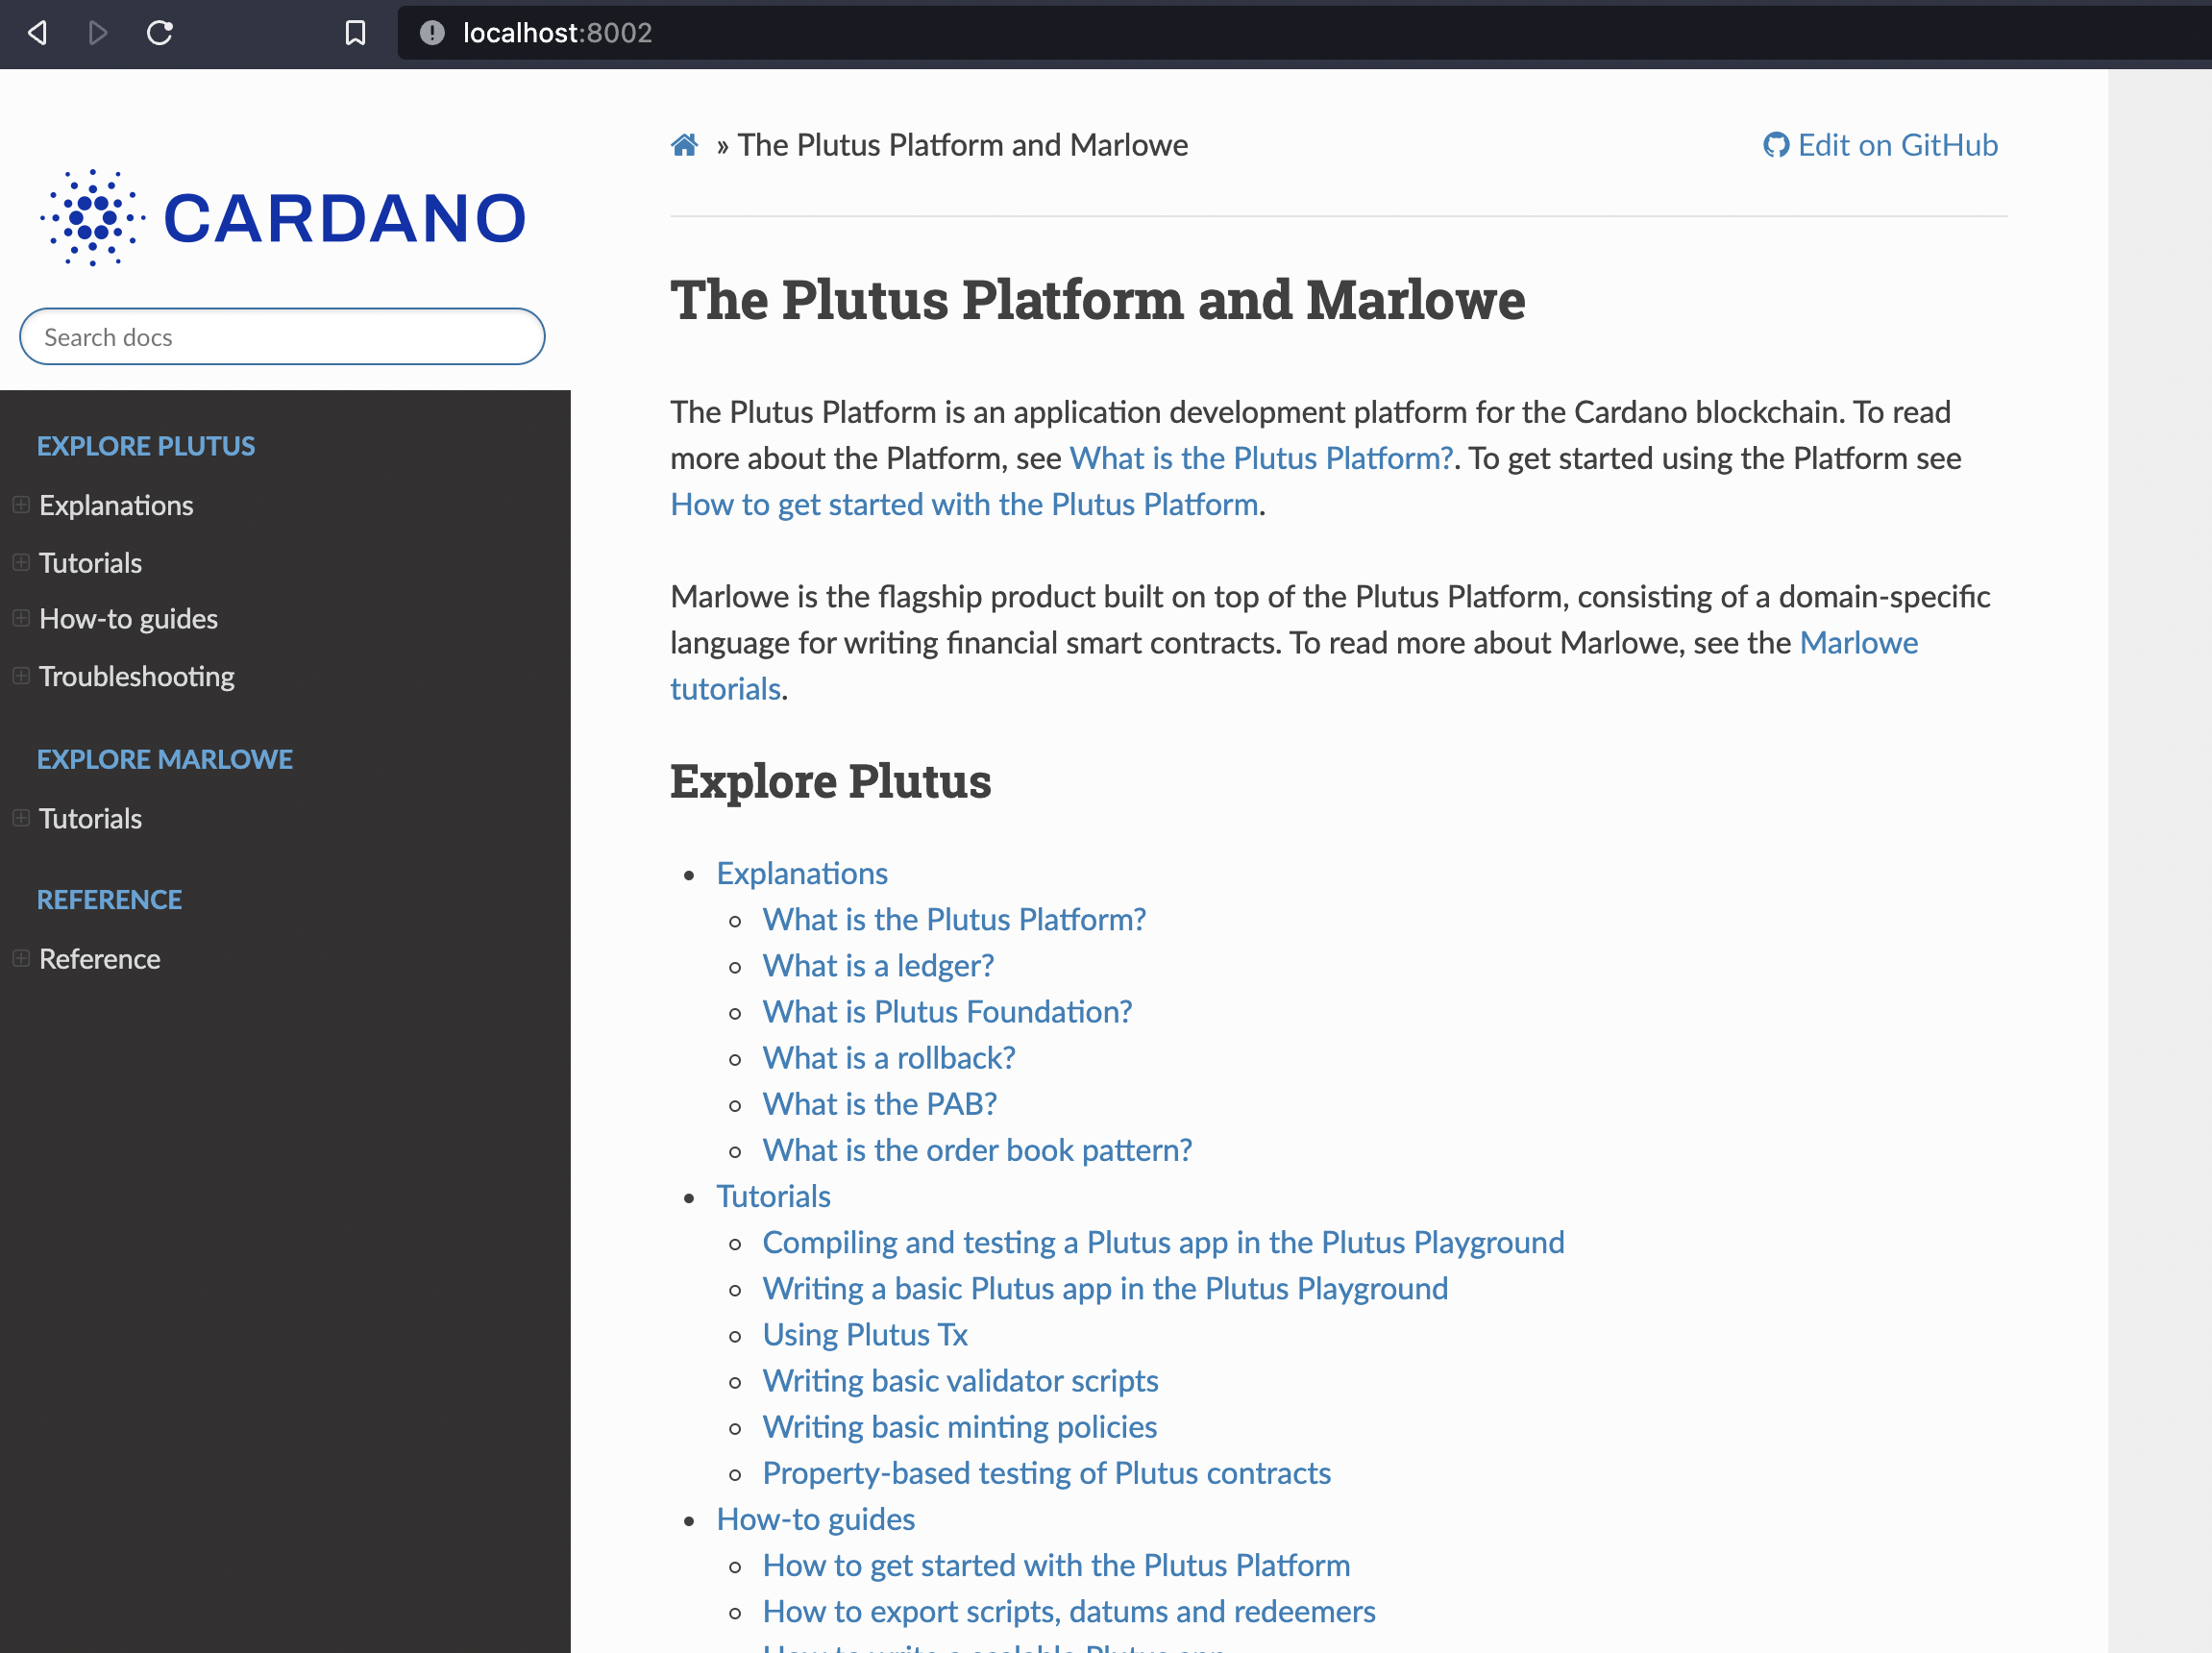 localhost:8002
CARDANO
Search docs
EXPLORE PLUTUS
Explanations
Tutorials
How-to guides
Troubleshooting
EXPLORE MARLOWE
Tutorials
REFERENCE
Reference
» The Plutus Platform and Marlowe
Edit on GitHub
The Plutus Platform and Marlowe
The Plutus Platform is an application development platform for the Cardano blockchain. To read
more about the Platform, see What is the Plutus Platform?. To get started using the Platform see
How to get started with the Plutus Platform.
Marlowe is the flagship product built on top of the Plutus Platform, consisting of a domain-specific
language for writing financial smart contracts. To read more about Marlowe, see the Marlowe
tutorials.
Explore Plutus
Explanations
What is the Plutus Platform?
What is a ledger?
What is Plutus Foundation?
What is a rollback?
What is the PAB?
What is the order book pattern?
Tutorials
Compiling and testing a Plutus app in the Plutus Playground
Writing a basic Plutus app in the Plutus Playground
Using Plutus Tx
Writing basic validator scripts
Writing basic minting policies
Property-based testing of Plutus contracts
How-to guides
How to get started with the Plutus Platform
How to export scripts, datums and redeemers
How to write a scalable Plutus app